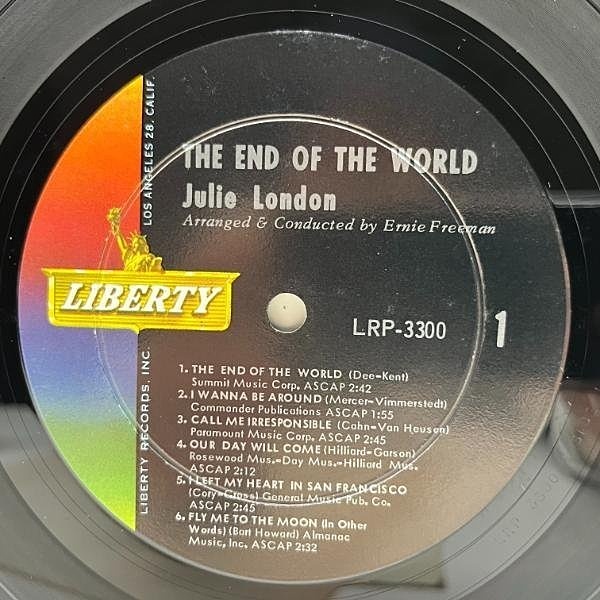 THE END OF THE WORLD
Julie London
Arranged & Conducted by Ernie Freeman
LIBERTY
LRP-3300
1
1. THE END OF THE WORLD (Dee-Kent)
Summit Music Corp. ASCAP 2:42
2. I WANNA BE AROUND (Mercer-Vimmerstedt)
Commander Publications ASCAP 1:55
3. CALL ME IRRESPONSIBLE (Cahn-Van Heusen)
Paramount Music Corp. ASCAP 2:45
4. OUR DAY WILL COME (Hilliard-Garson)
Rosewood Mus.-Day Mus.-Hilliard Mus.
ASCAP 2:12
5. I LEFT MY HEART IN SAN FRANCISCO
(Cory-Cross) General Music Pub. Co.
ASCAP 2:45
6. FLY ME TO THE MOON (In Other
Words) (Bart Howard) Almanac
Music, Inc. ASCAP 2:32
LIBERTY RECORDS, INC.
LOS ANGELES 28, CALIF.